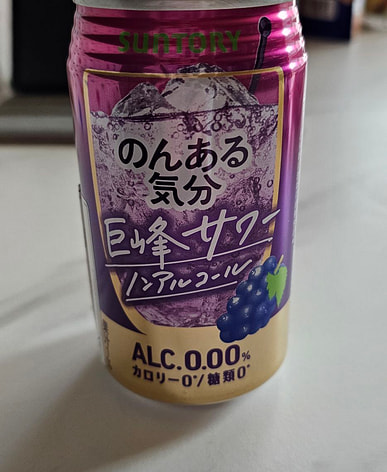 SUNTORY
のんある
気分
巨峰サワー
ノンアルコール
ALC.0.00%
カロリー0*/糖類0*